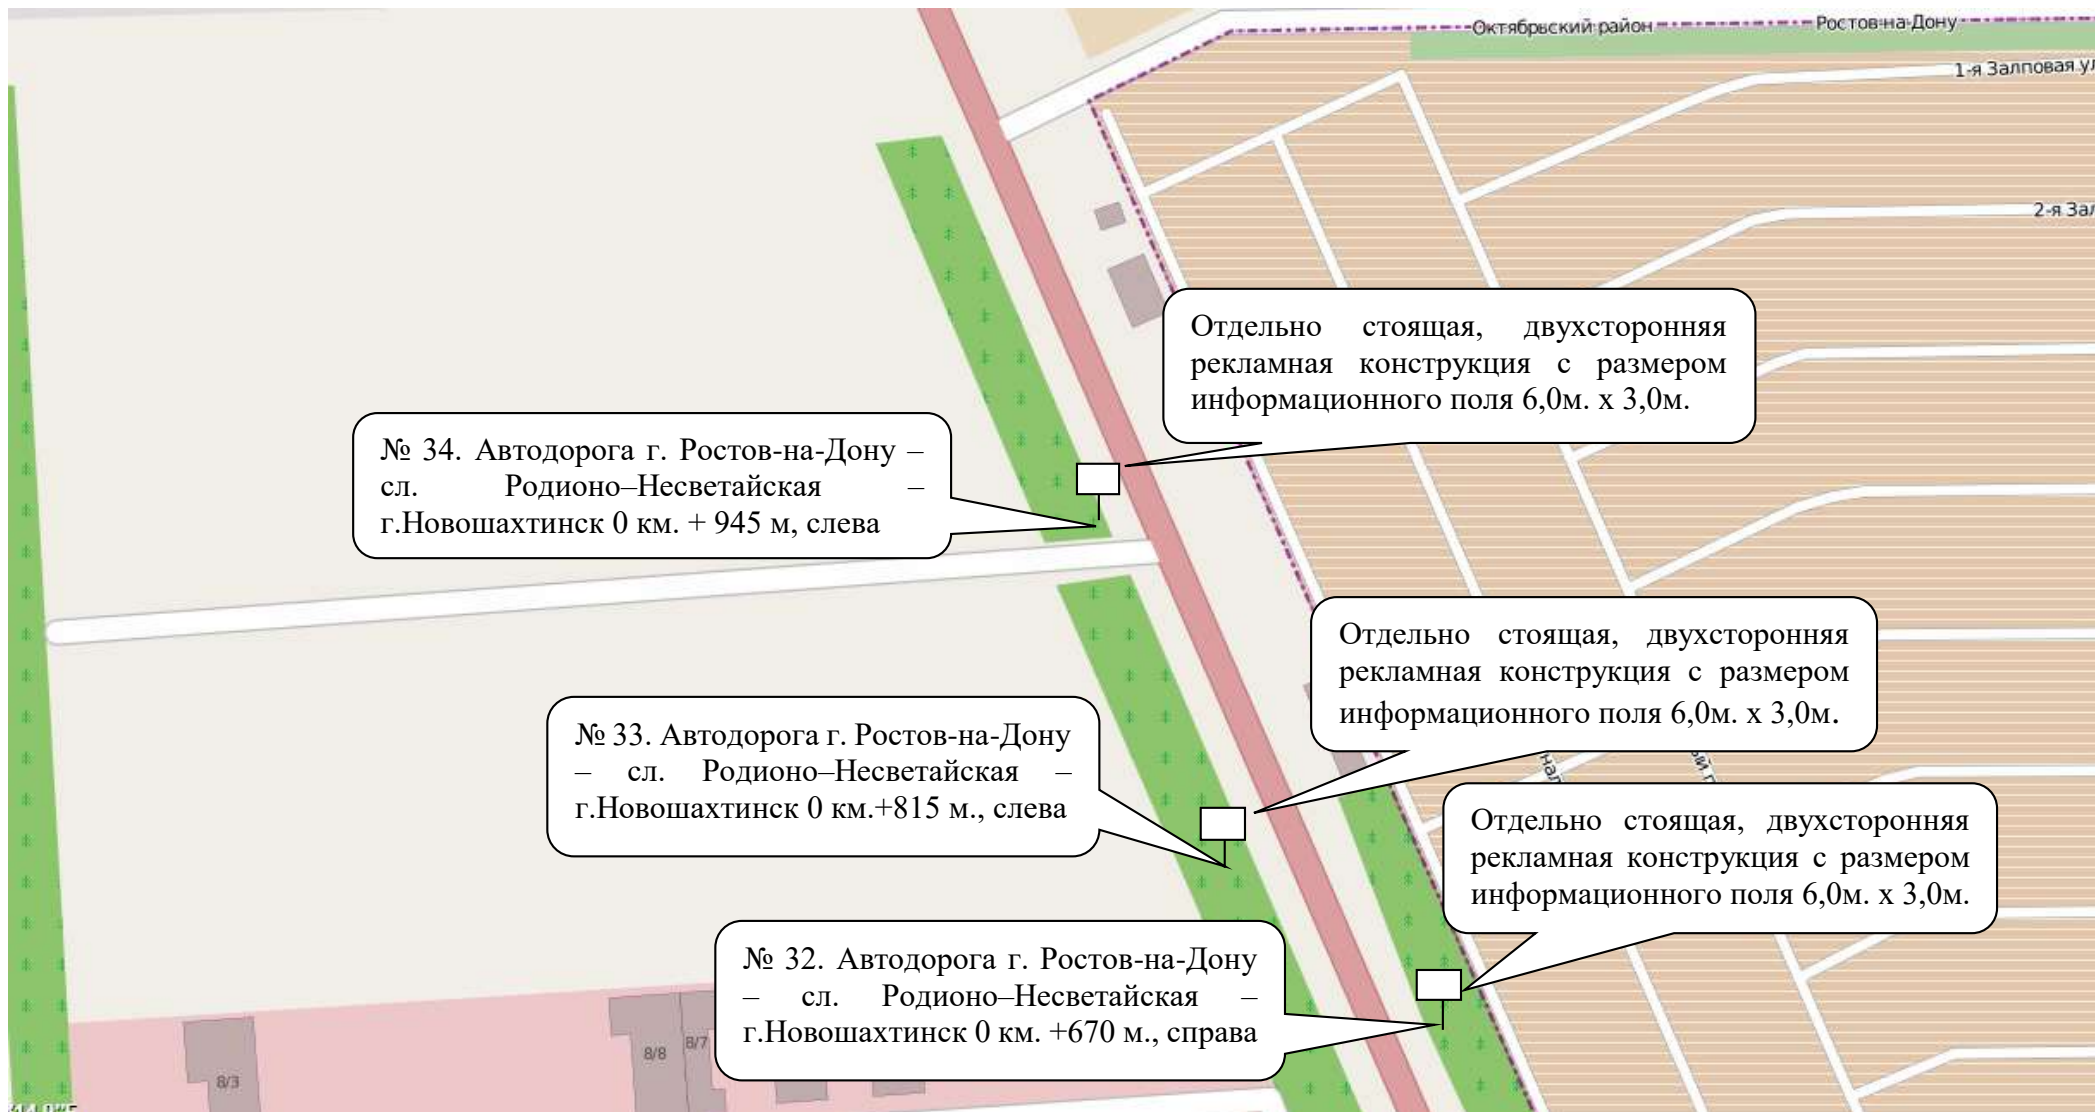 Октябрьский район
Ростов-на-Дону
1-я Залповая ул
2-я Зал
Отдельно стоящая, двухсторонняя
рекламная конструкция с размером
информационного поля 6,0м. х 3,0м.
№ 34. Автодорога г. Ростов-на-Дону –
сл. Родионо–Несветайская –
г.Новошахтинск 0 км. + 945 м, слева
Отдельно стоящая, двухсторонняя
рекламная конструкция с размером
информационного поля 6,0м. х 3,0м.
№ 33. Автодорога г. Ростов-на-Дону
– сл. Родионо–Несветайская –
г.Новошахтинск 0 км.+815 м., слева
Отдельно стоящая, двухсторонняя
рекламная конструкция с размером
информационного поля 6,0м. х 3,0м.
№ 32. Автодорога г. Ростов-на-Дону
– сл. Родионо–Несветайская –
г.Новошахтинск 0 км. +670 м., справа
8/3
8/8
8/7